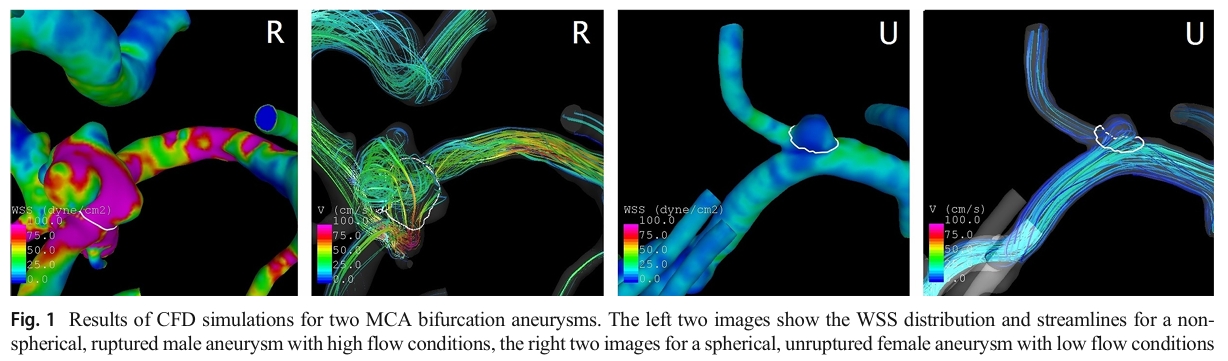 R
R
U
U
WSS (dyne/cm2)
100.0
75.0
50.0
25.0
0.0
V (cm/s)
100.0
75.0
50.0
25.0
0.0
WSS (dyne/cm2)
100.0
75.0
50.0
25.0
0.0
V (cm/s)
100.0
75.0
50.0
25.0
0.0
Fig. 1 Results of CFD simulations for two MCA bifurcation aneurysms. The left two images show the WSS distribution and streamlines for a non-
spherical, ruptured male aneurysm with high flow conditions, the right two images for a spherical, unruptured female aneurysm with low flow conditions